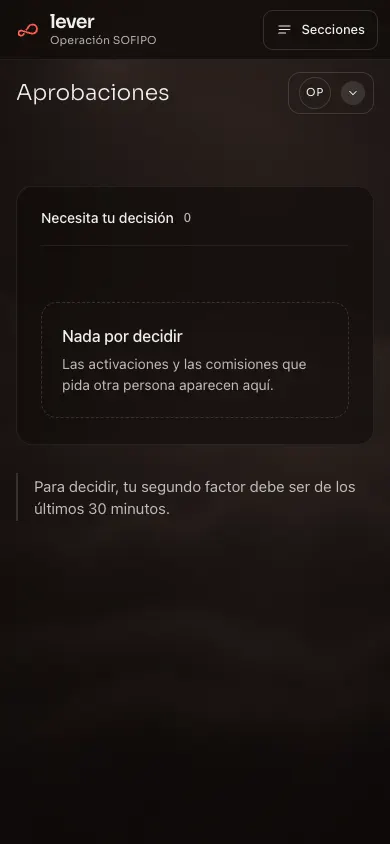 lever
Operación SOFIPO
Secciones
Aprobaciones
OP
Necesita tu decisión 0
Nada por decidir
Las activaciones y las comisiones que
pida otra persona aparecen aquí.
Para decidir, tu segundo factor debe ser de los
últimos 30 minutos.